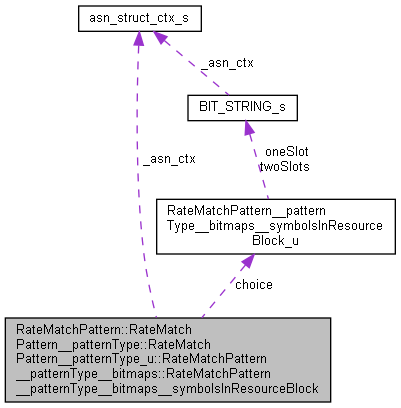 asn_struct_ctx_s
_asn_ctx
BIT_STRING_s
oneSlot
twoSlots
_asn_ctx
RateMatchPattern__pattern
Type__bitmaps__symbolsInResource
Block_u
choice
RateMatchPattern::RateMatch
Pattern__patternType::RateMatch
Pattern__patternType_u::RateMatchPattern
__patternType__bitmaps::RateMatchPattern
__patternType__bitmaps__symbolsInResourceBlock